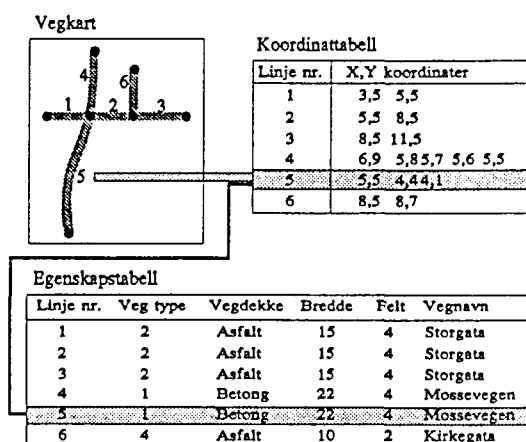 Vegkart
4
6
1 2 3
5
Koordinattabell
Linje nr. X,Y koordinater
1 3,5 5,5
2 5,5 8,5
3 8,5 11,5
4 6,9 5,8 5,7 5,6 5,5
5 5,5 4,4 4,1
6 8,5 8,7
Egenskapstabell
Linje nr. Veg type Vegdekke Bredde Felt Vegnavn
1 2 Asfalt 15 4 Storgata
2 2 Asfalt 15 4 Storgata
3 2 Asfalt 15 4 Storgata
4 1 Betong 22 4 Mossevegen
5 1 Betong 22 4 Mossevegen
6 4 Asfalt 10 2 Kirkegata